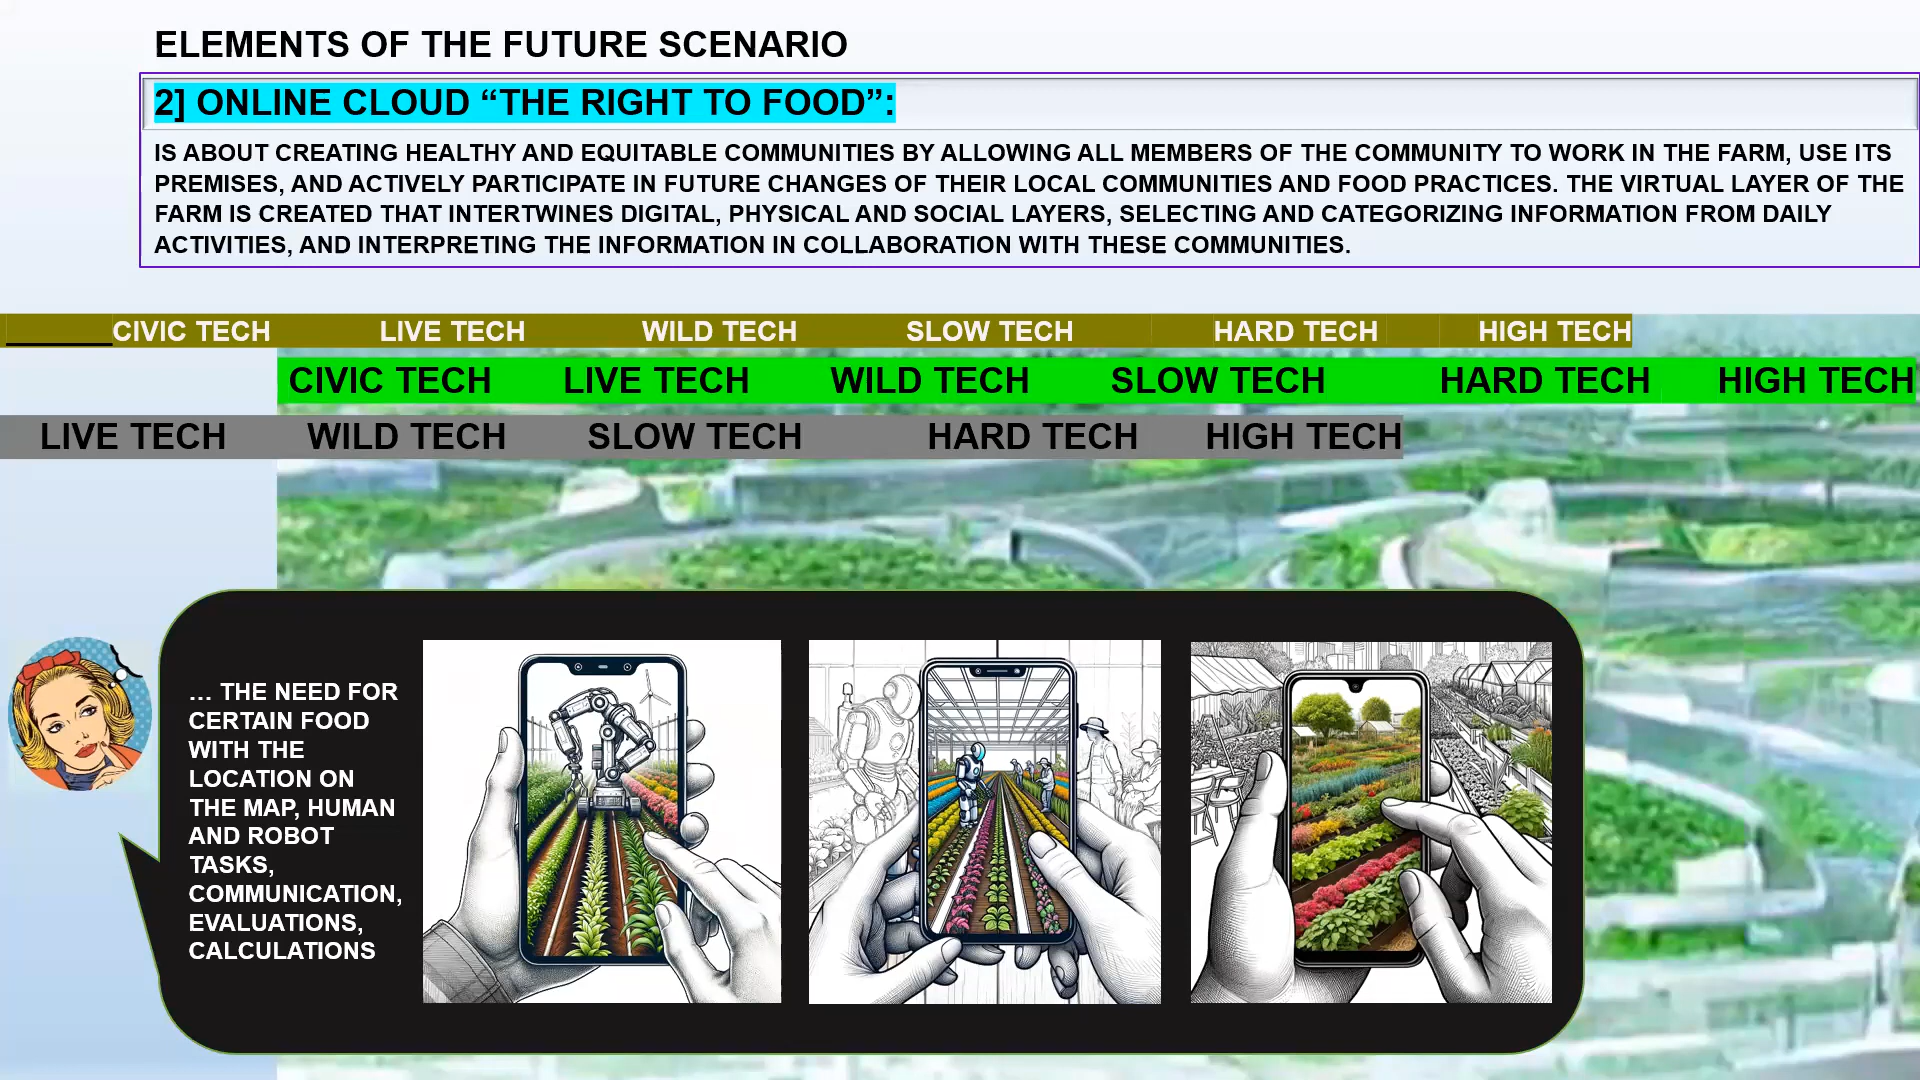 ELEMENTS OF THE FUTURE SCENARIO
2] ONLINE CLOUD “THE RIGHT TO FOOD”:
IS ABOUT CREATING HEALTHY AND EQUITABLE COMMUNITIES BY ALLOWING ALL MEMBERS OF THE COMMUNITY TO WORK IN THE FARM, USE ITS
PREMISES, AND ACTIVELY PARTICIPATE IN FUTURE CHANGES OF THEIR LOCAL COMMUNITIES AND FOOD PRACTICES. THE VIRTUAL LAYER OF THE
FARM IS CREATED THAT INTERTWINES DIGITAL, PHYSICAL AND SOCIAL LAYERS, SELECTING AND CATEGORIZING INFORMATION FROM DAILY
ACTIVITIES, AND INTERPRETING THE INFORMATION IN COLLABORATION WITH THESE COMMUNITIES.
CIVIC TECH LIVE TECH WILD TECH SLOW TECH HARD TECH HIGH TECH
CIVIC TECH LIVE TECH WILD TECH SLOW TECH HARD TECH HIGH TECH
LIVE TECH WILD TECH SLOW TECH HARD TECH HIGH TECH
... THE NEED FOR
CERTAIN FOOD
WITH THE
LOCATION ON
THE MAP, HUMAN
AND ROBOT
TASKS,
COMMUNICATION,
EVALUATIONS,
CALCULATIONS